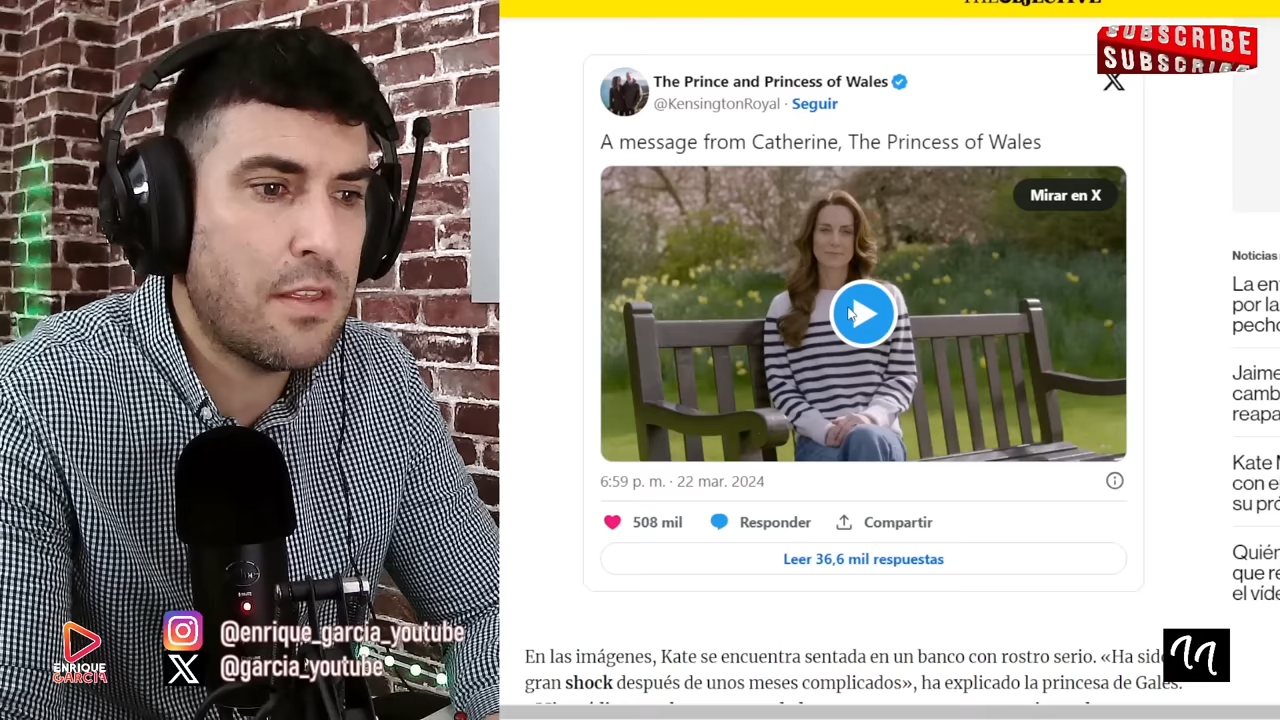 THEOBJECTIVE
SUBSCRIBE
SUBSCRIBE
The Prince and Princess of Wales
@KensingtonRoyal · Seguir
X
A message from Catherine, The Princess of Wales
Mirar en X
6:59 p. m. · 22 mar. 2024
508 mil
Responder
Compartir
Leer 36,6 mil respuestas
Noticias
La en
por la
pecho
Jaime
camb
reapa
Kate M
con el
su pró
Quién
que re
el víde
En las imágenes, Kate se encuentra sentada en un banco con rostro serio. «Ha sido
gran shock después de unos meses complicados», ha explicado la princesa de Gales.
ENRIQUE
GARCIA
@enrique_garcia_youtube
X @garcia_youtube